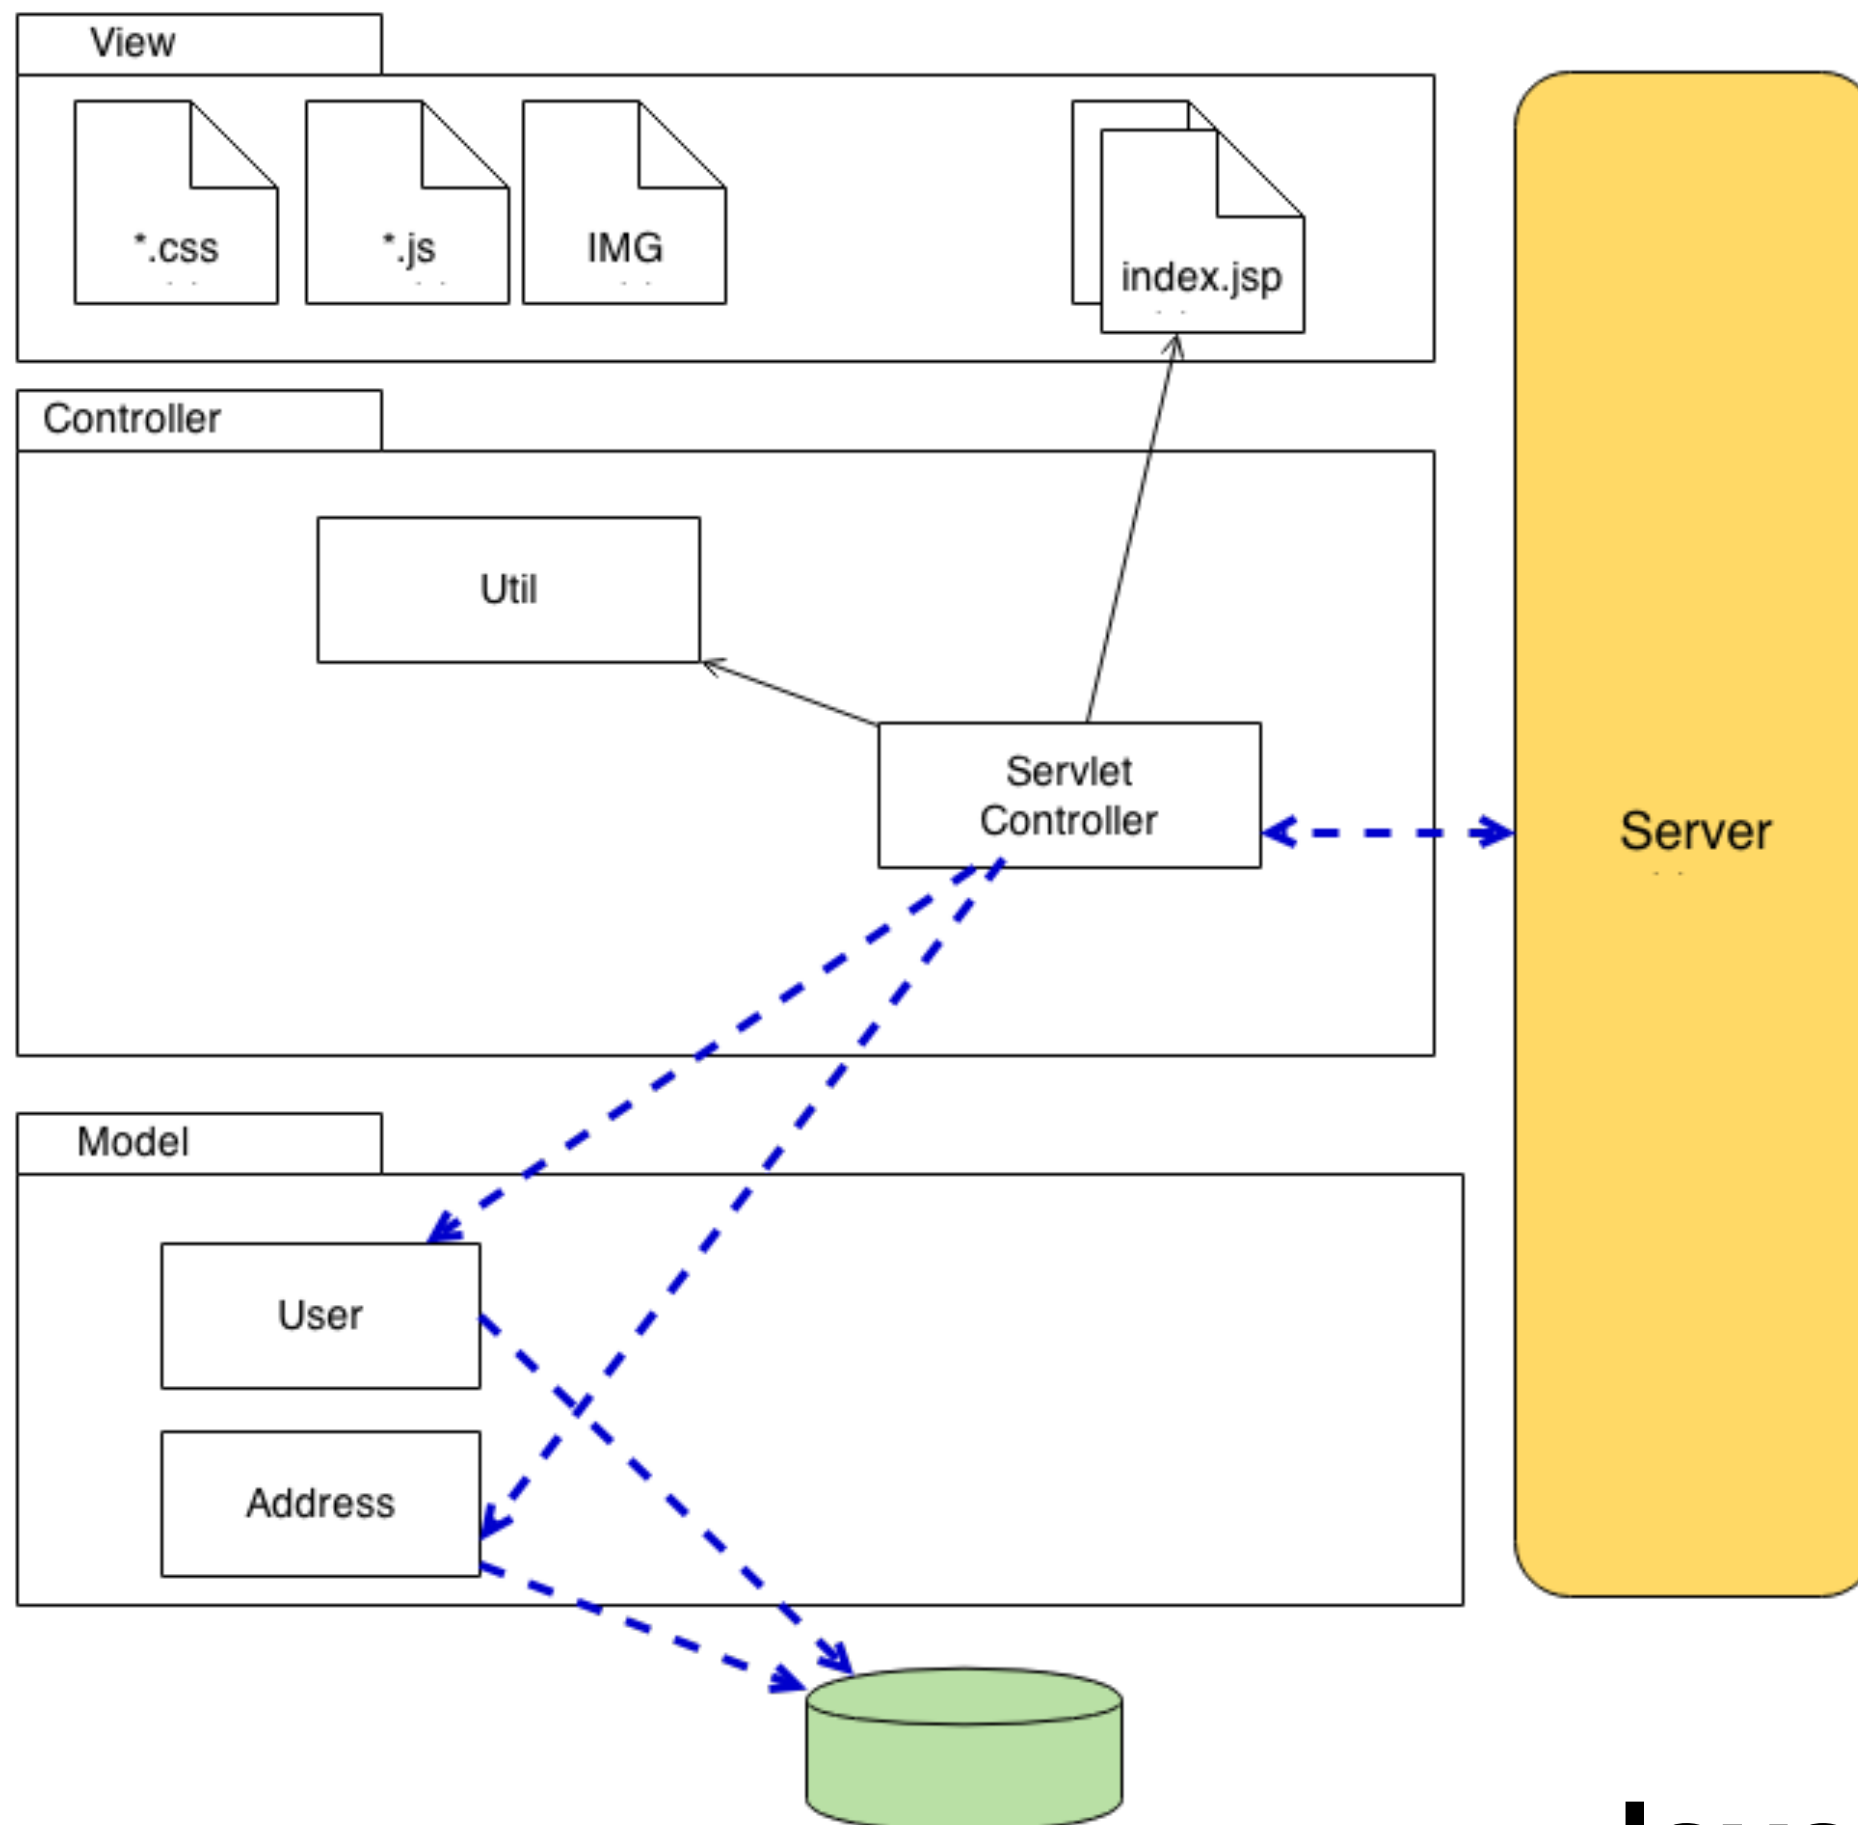 View
*.css
*.js
IMG
index.jsp
Controller
Util
Servlet
Controller
Server
Model
User
Address